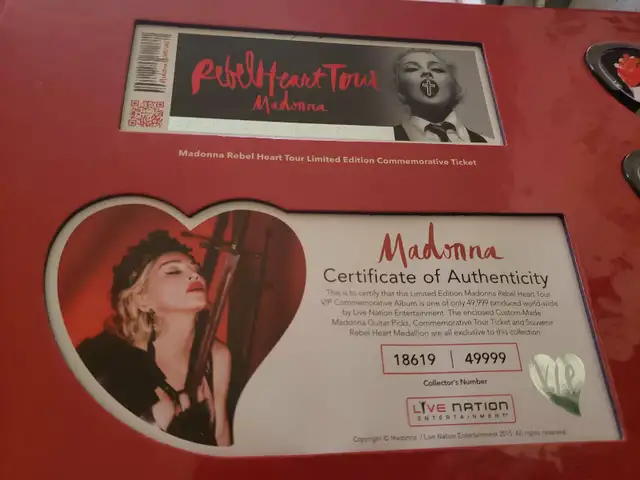 Rebel Heart Tour
Madonna
Madonna Rebel Heart Tour Limited Edition Commemorative Ticket
Madonna
Certificate of Authenticity
This is to certify that this Limited Edition Madonna Rebel Heart Tour
VIP Commemorative Album is one of only 49,999 produced world-wide
by Live Nation Entertainment. The enclosed Custom-Made
Madonna Guitar Picks, Commemorative Tour Ticket and Souvenir
Rebel Heart Medallion are all exclusive to this collection
18619 | 49999
Collector's Number
VIP
LIVE NATION
ENTERTAINMENT
Copyright © Madonna / Live Nation Entertainment 2015. All rights reserved.